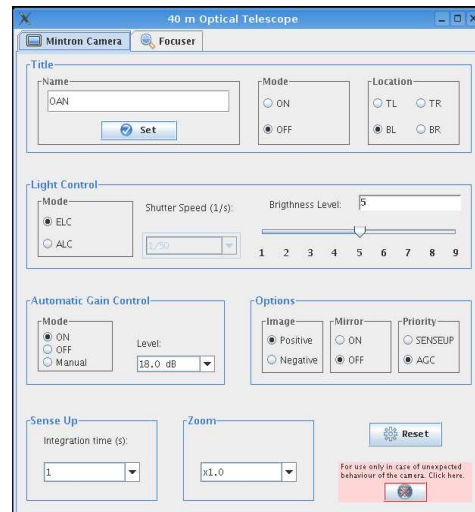 40 m Optical Telescope
Mintron Camera
Focuser
Title
Name
OAN
Set
Mode
ON
OFF
Location
TL TR
BL BR
Light Control
Mode
ELC
ALC
Shutter Speed (1/s):
1/50
Brigthness Level: 5
1 2 3 4 5 6 7 8 9
Automatic Gain Control
Mode
ON
OFF
Manual
Level:
18.0 dB
Options
Image
Positive
Negative
Mirror
ON
OFF
Priority
SENSEUP
AGC
Sense Up
Integration time (s):
1
Zoom
x1.0
Reset
For use only in case of unexpected
behaviour of the camera. Click here.